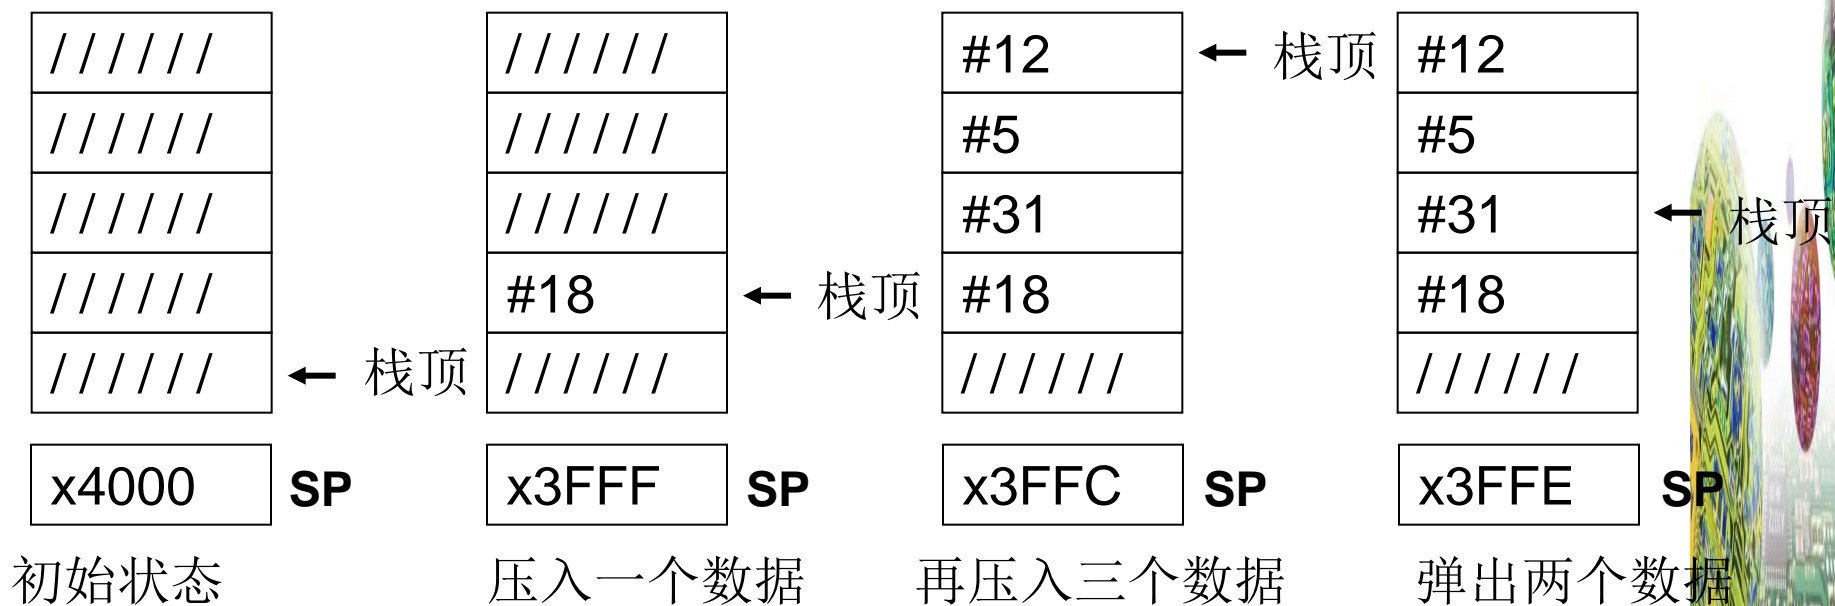 ////// ////// #12 ← 栈顶 #12
////// ////// #5 #5
////// ////// #31 #31 ← 栈顶
////// #18 ← 栈顶 #18 #18
////// ← 栈顶 ////// ////// //////
x4000 SP x3FFF SP x3FFC SP x3FFE SP
初始状态 压入一个数据 再压入三个数据 弹出两个数据